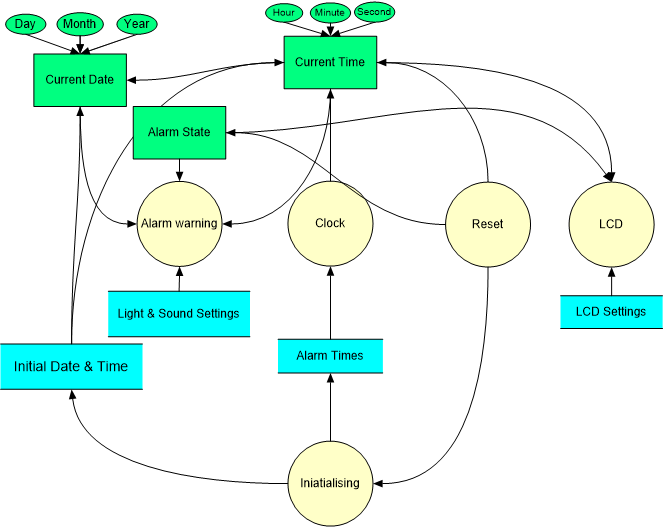 Hour
Minute
Second
Day
Month
Year
Current Time
Current Date
Alarm State
Alarm warning
Clock
Reset
LCD
Light & Sound Settings
LCD Settings
Alarm Times
Initial Date & Time
Iniatialising